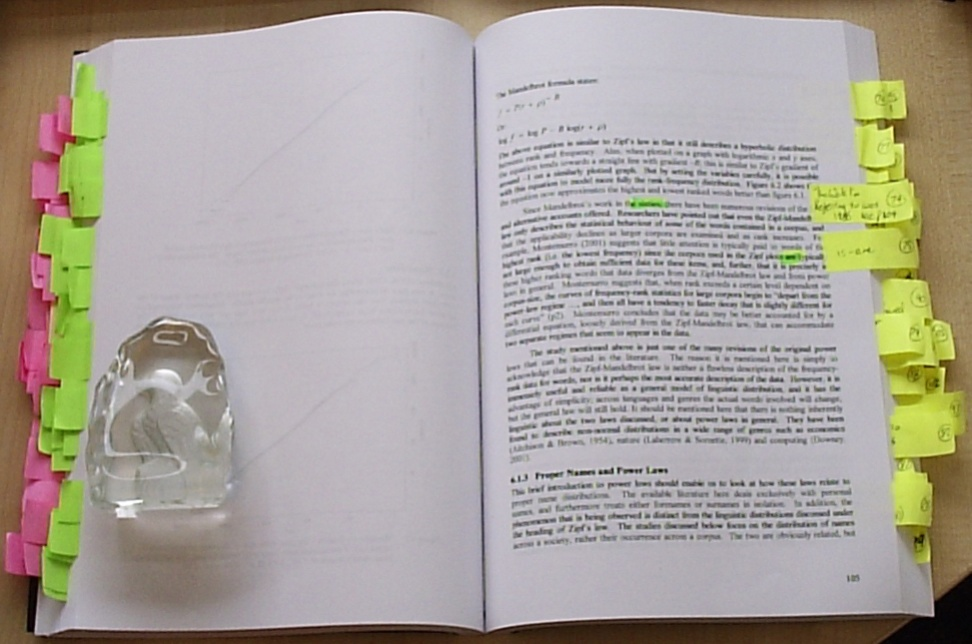 The Mandelbrot formula states:
f = P(r + ρ)^- B
Or
log f = log P - B log(r + ρ)
The above equation is similar to Zipf's law in that it still describes a hyperbolic distribution
between rank and frequency. Also, when plotted on a graph with logarithmic x and y axes,
the equation tends towards a straight line with gradient -B; this is similar to Zipf's gradient of
around -1 on a similarly plotted graph. But by setting the variables carefully, it is possible
with this equation to model more fully the rank-frequency distribution. Figure 6.2 shows
the equation now approximates the highest and lowest ranked words better than figure 6.1.
Since Mandelbrot's work in the sixties, there have been numerous revisions of the
and alternative accounts offered. Researchers have pointed out that even the Zipf-Mandelb
law only describes the statistical behaviour of some of the words contained in a corpus, and
that the applicability declines as larger corpora are examined and as rank increases. Fo
example, Montemurro (2001) suggests that little attention is typically paid to words of th
highest rank (i.e. the lowest frequency) since the corpora used in the Zipf plots are typically
not large enough to obtain sufficient data for these items, and, further, that it is precisely a
these higher ranking words that data diverges from the Zipf-Mandelbrot law and from power
laws in general. Montemurro suggests that, when rank exceeds a certain level dependent on
corpus-size, the curves of frequency-rank statistics for large corpora begin to "depart from the
power-law regime ..., and then all have a tendency to faster decay that is slightly different for
each curve" (p2). Montemurro concludes that the data may be better accounted for by a
differential equation, loosely derived from the Zipf-Mandelbrot law, that can accommodate
two separate regimes that seem to appear in the data.
The study mentioned above is just one of the many revisions of the original power
laws that can be found in the literature. The reason it is mentioned here is simply to
acknowledge that the Zipf-Mandelbrot law is neither a flawless description of the frequency-
rank data for words, nor is it perhaps the most accurate description of the data. However, it is
immensely useful and reliable as a general model of linguistic distribution, and it has the
advantage of simplicity; across languages and genres the actual words involved will change,
but the general law will still hold. It should be mentioned here that there is nothing inherently
linguistic about the two laws discussed, or about power laws in general. They have been
found to describe non-normal distributions in a wide range of genres such as economics
(Aitchison & Brown, 1954), nature (Laherrere & Sornette, 1999) and computing (Downey,
2001).
6.1.3 Proper Names and Power Laws
This brief introduction to power laws should enable us to look at how these laws relate to
proper name distributions. The available literature here deals exclusively with personal
names, and furthermore treats either forenames or surnames in isolation. In addition, the
phenomenon that is being observed is distinct from the linguistic distributions discussed under
the heading of Zipf's law. The studies discussed below focus on the distribution of names
across a society, rather their occurrence across a corpus. The two are obviously related, but
105